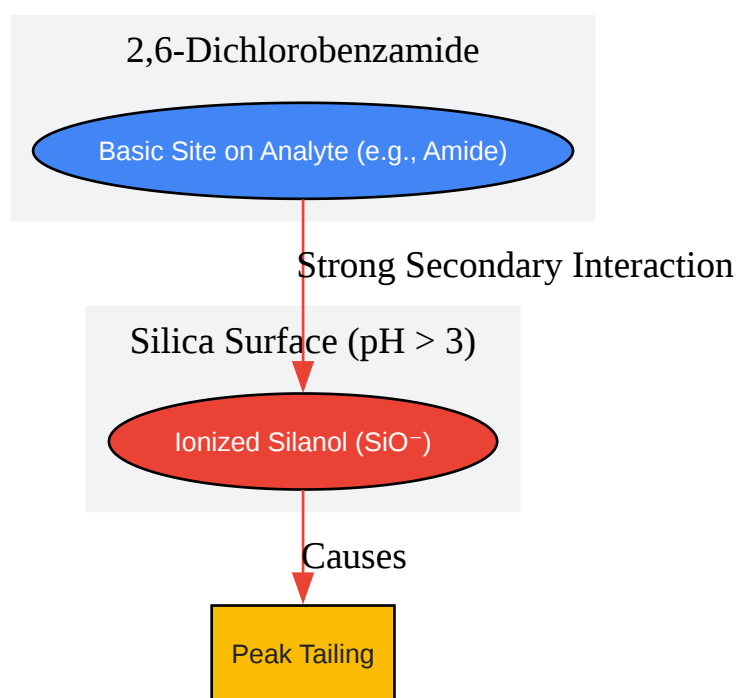 2,6-Dichlorobenzamide
Basic Site on Analyte (e.g., Amide)
Strong Secondary Interaction
Silica Surface (pH > 3)
Ionized Silanol (SiO⁻)
Causes
Peak Tailing